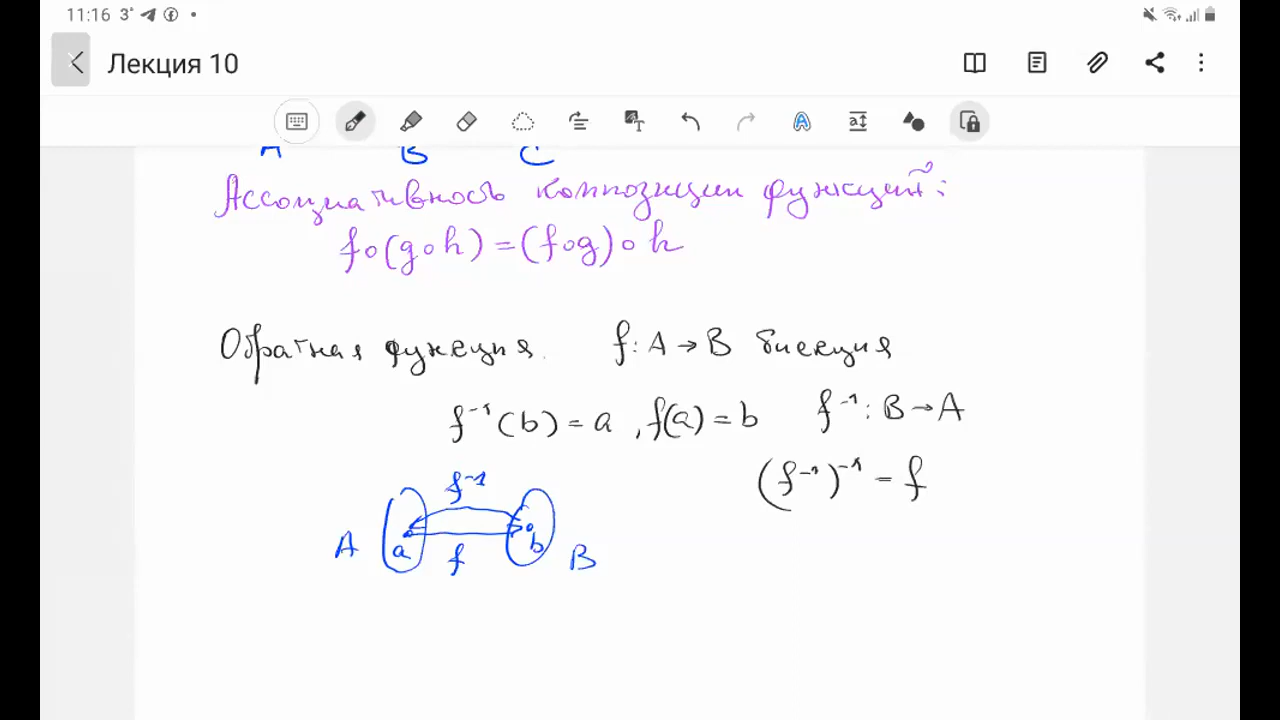 11:16 3°
Лекция 10
A B C
Ассоциативность композиции функций:
f∘(g∘h)=(f∘g)∘h
Обратная функция. f: A→B биекция
f⁻¹(b)=a, f(a)=b f⁻¹: B→A
(f⁻¹)⁻¹ = f
f⁻¹
A a b B
f